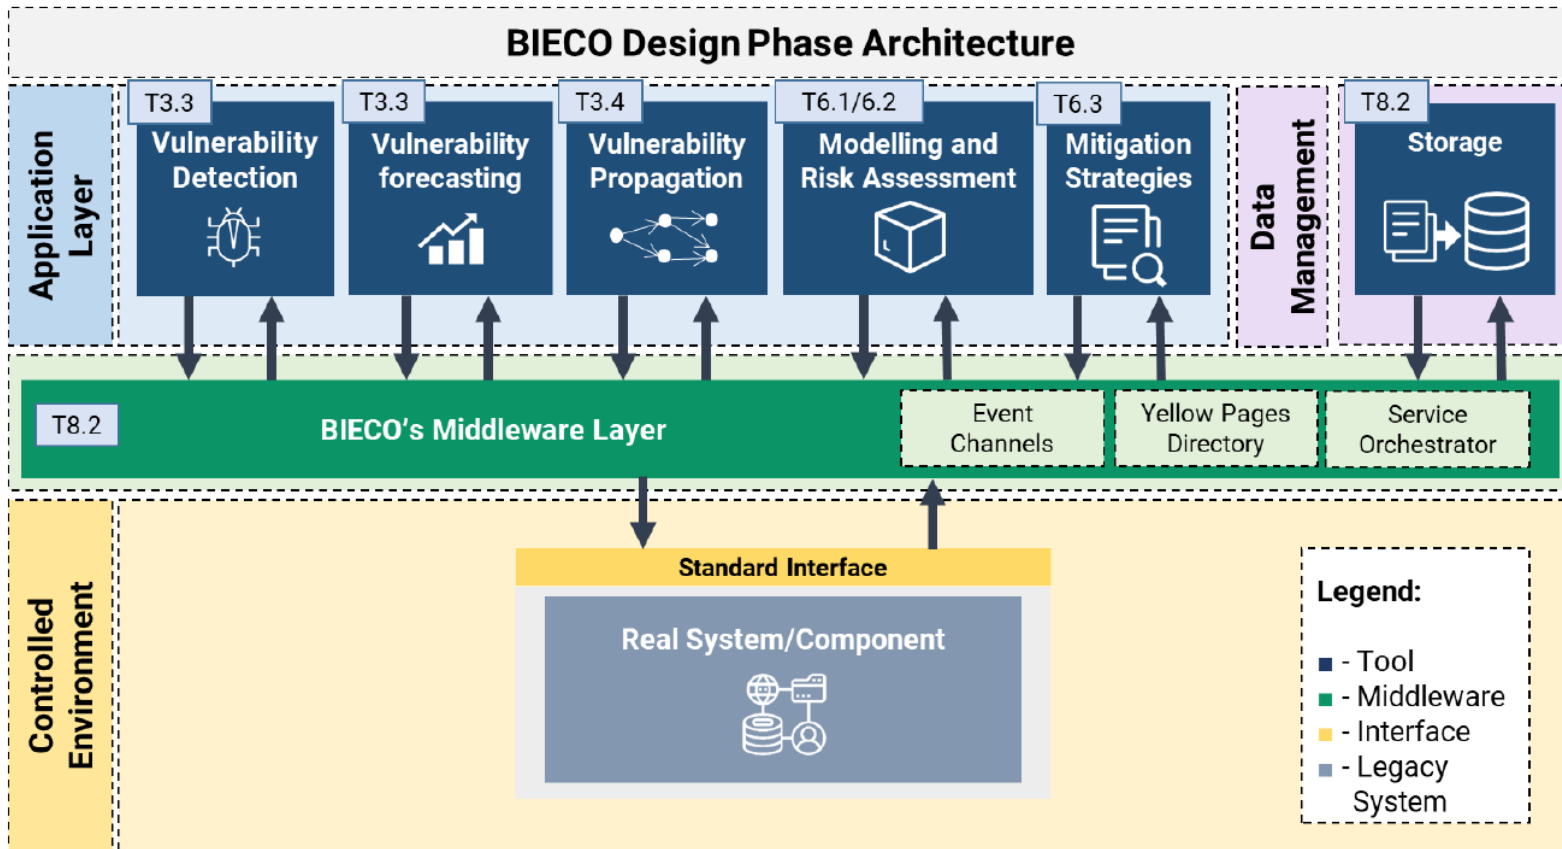 BIECO Design Phase Architecture
Application
Layer
T3.3
Vulnerability
Detection
T3.3
Vulnerability
forecasting
T3.4
Vulnerability
Propagation
T6.1/6.2
Modelling and
Risk Assessment
T6.3
Mitigation
Strategies
Data
Management
T8.2
Storage
T8.2
BIECO's Middleware Layer
Event
Channels
Yellow Pages
Directory
Service
Orchestrator
Controlled
Environment
Standard Interface
Real System/Component
Legend:
- Tool
- Middleware
- Interface
- Legacy
System